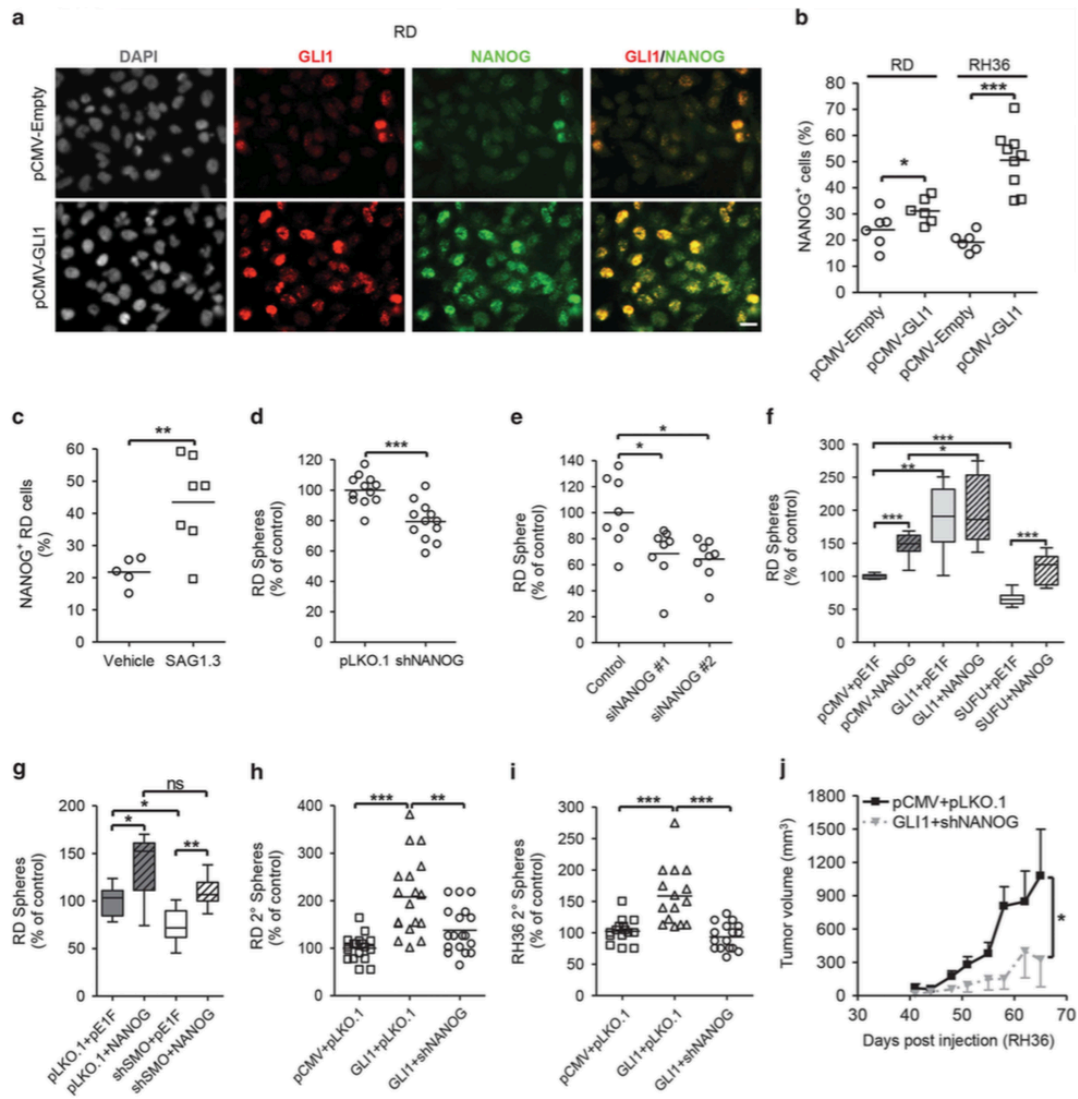 a
RD
DAPI GLI1 NANOG GLI1/NANOG
pCMV-Empty
pCMV-GLI1
b
RD RH36
***
*
NANOG⁺ cells (%)
80
70
60
50
40
30
20
10
0
pCMV-Empty pCMV-GLI1 pCMV-Empty pCMV-GLI1
c
**
NANOG⁺ RD cells
(%)
60
50
40
30
20
10
0
Vehicle SAG1.3
d
***
RD Spheres
(% of control)
120
100
80
60
40
20
0
pLKO.1 shNANOG
e
*
*
RD Sphere
(% of control)
140
120
100
80
60
40
20
0
Control siNANOG #1 siNANOG #2
f
***
*
**
***
***
RD Spheres
(% of control)
300
250
200
150
100
50
0
pCMV+pE1F pCMV-NANOG GLI1+pE1F GLI1+NANOG SUFU+pE1F SUFU+NANOG
g
ns
*
*
**
RD Spheres
(% of control)
200
150
100
50
0
pLKO.1+pE1F pLKO.1+NANOG shSMO+pE1F shSMO+NANOG
h
*** **
RD 2° Spheres
(% of control)
400
300
200
100
0
pCMV+pLKO.1 GLI1+pLKO.1 GLI1+shNANOG
i
*** ***
RH36 2° Spheres
(% of control)
300
250
200
150
100
50
0
pCMV+pLKO.1 GLI1+pLKO.1 GLI1+shNANOG
j
pCMV+pLKO.1
GLI1+shNANOG
*
Tumor volume (mm³)
1800
1500
1200
900
600
300
0
30 40 50 60 70
Days post injection (RH36)